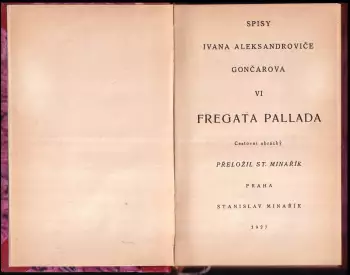 SPISY
IVANA ALEKSANDROVIČE
GONČAROVA
VI
FREGATA PALLADA
Cestovní obrázky
PŘELOŽIL ST. MINAŘÍK
PRAHA
STANISLAV MINAŘÍK